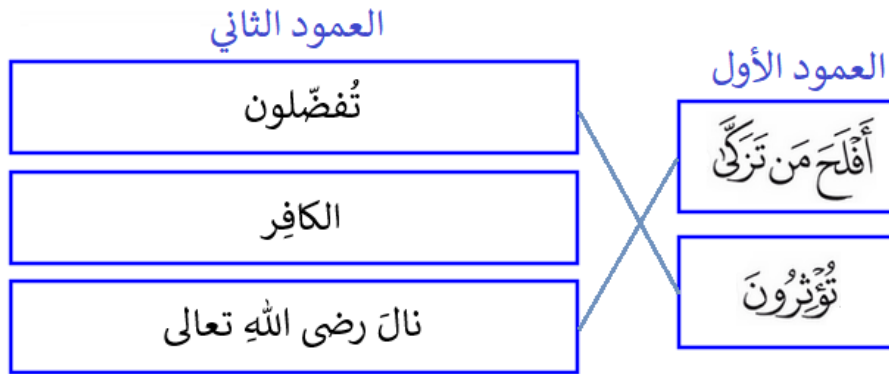 العمود الأول
أَفْلَحَ مَن تَزَكَّىٰ
تُؤْثِرُونَ
العمود الثاني
تُفضّلون
الكافِر
نالَ رضى اللهِ تعالى